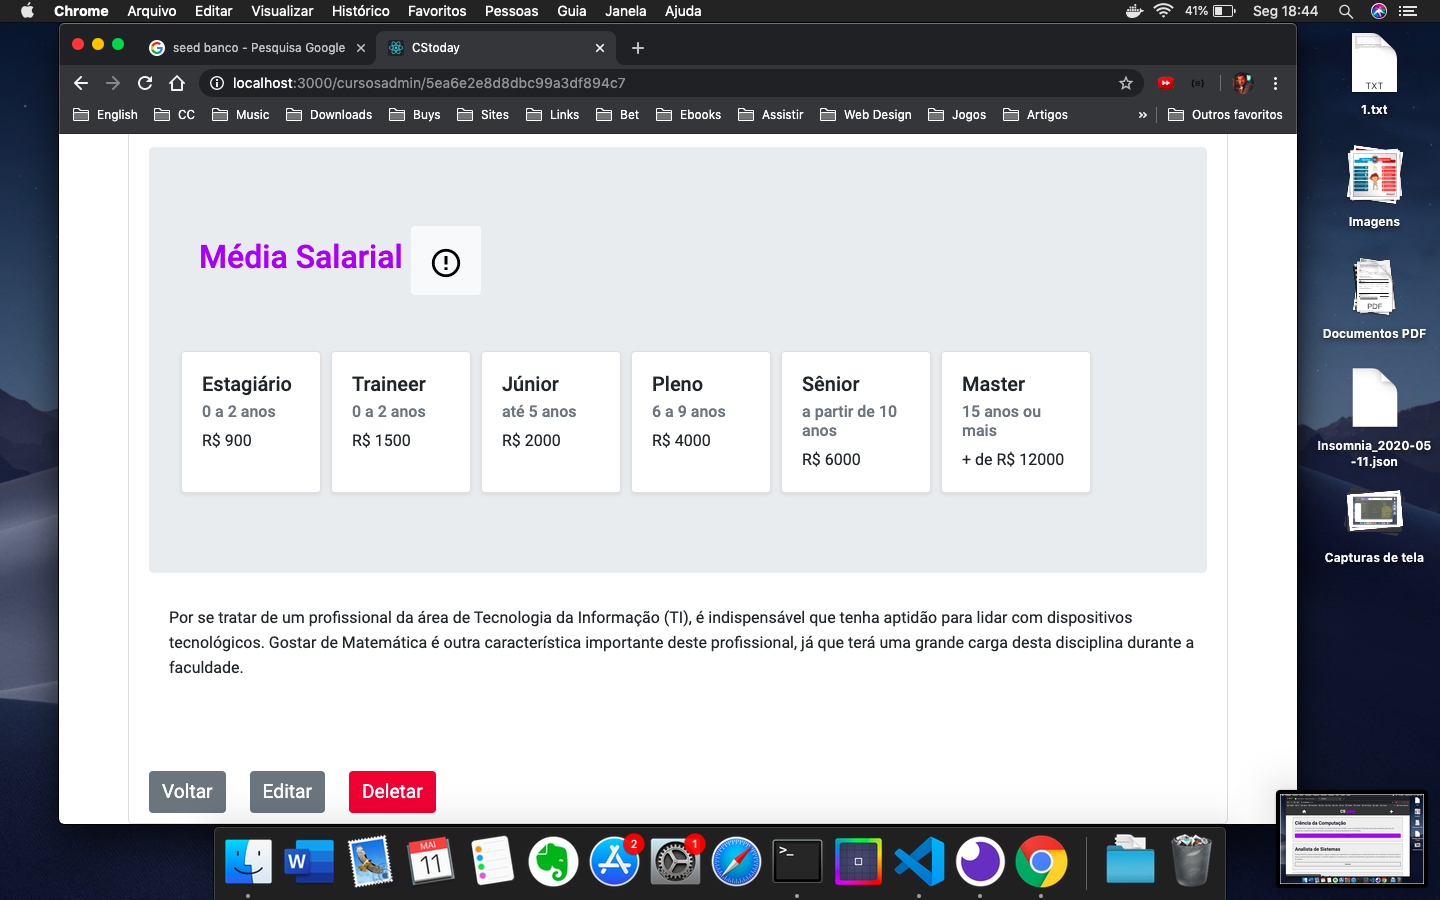 Chrome Arquivo Editar Visualizar Histórico Favoritos Pessoas Guia Janela Ajuda 41% Seg 18:44
seed banco - Pesquisa Google CStoday
localhost:3000/cursosadmin/5ea6e2e8d8dbc99a3df894c7
English CC Music Downloads Buys Sites Links Bet Ebooks Assistir Web Design Jogos Artigos » Outros favoritos
Média Salarial
Estagiário
0 a 2 anos
R$ 900
Traineer
0 a 2 anos
R$ 1500
Júnior
até 5 anos
R$ 2000
Pleno
6 a 9 anos
R$ 4000
Sênior
a partir de 10
anos
R$ 6000
Master
15 anos ou
mais
+ de R$ 12000
Por se tratar de um profissional da área de Tecnologia da Informação (TI), é indispensável que tenha aptidão para lidar com dispositivos
tecnológicos. Gostar de Matemática é outra característica importante deste profissional, já que terá uma grande carga desta disciplina durante a
faculdade.
Voltar Editar Deletar
TXT
1.txt
Imagens
PDF
Documentos PDF
Insomnia_2020-05
-11.json
Capturas de tela
W
MAI
11
2
1
>_
Ciência da Computação
Analista de Sistemas